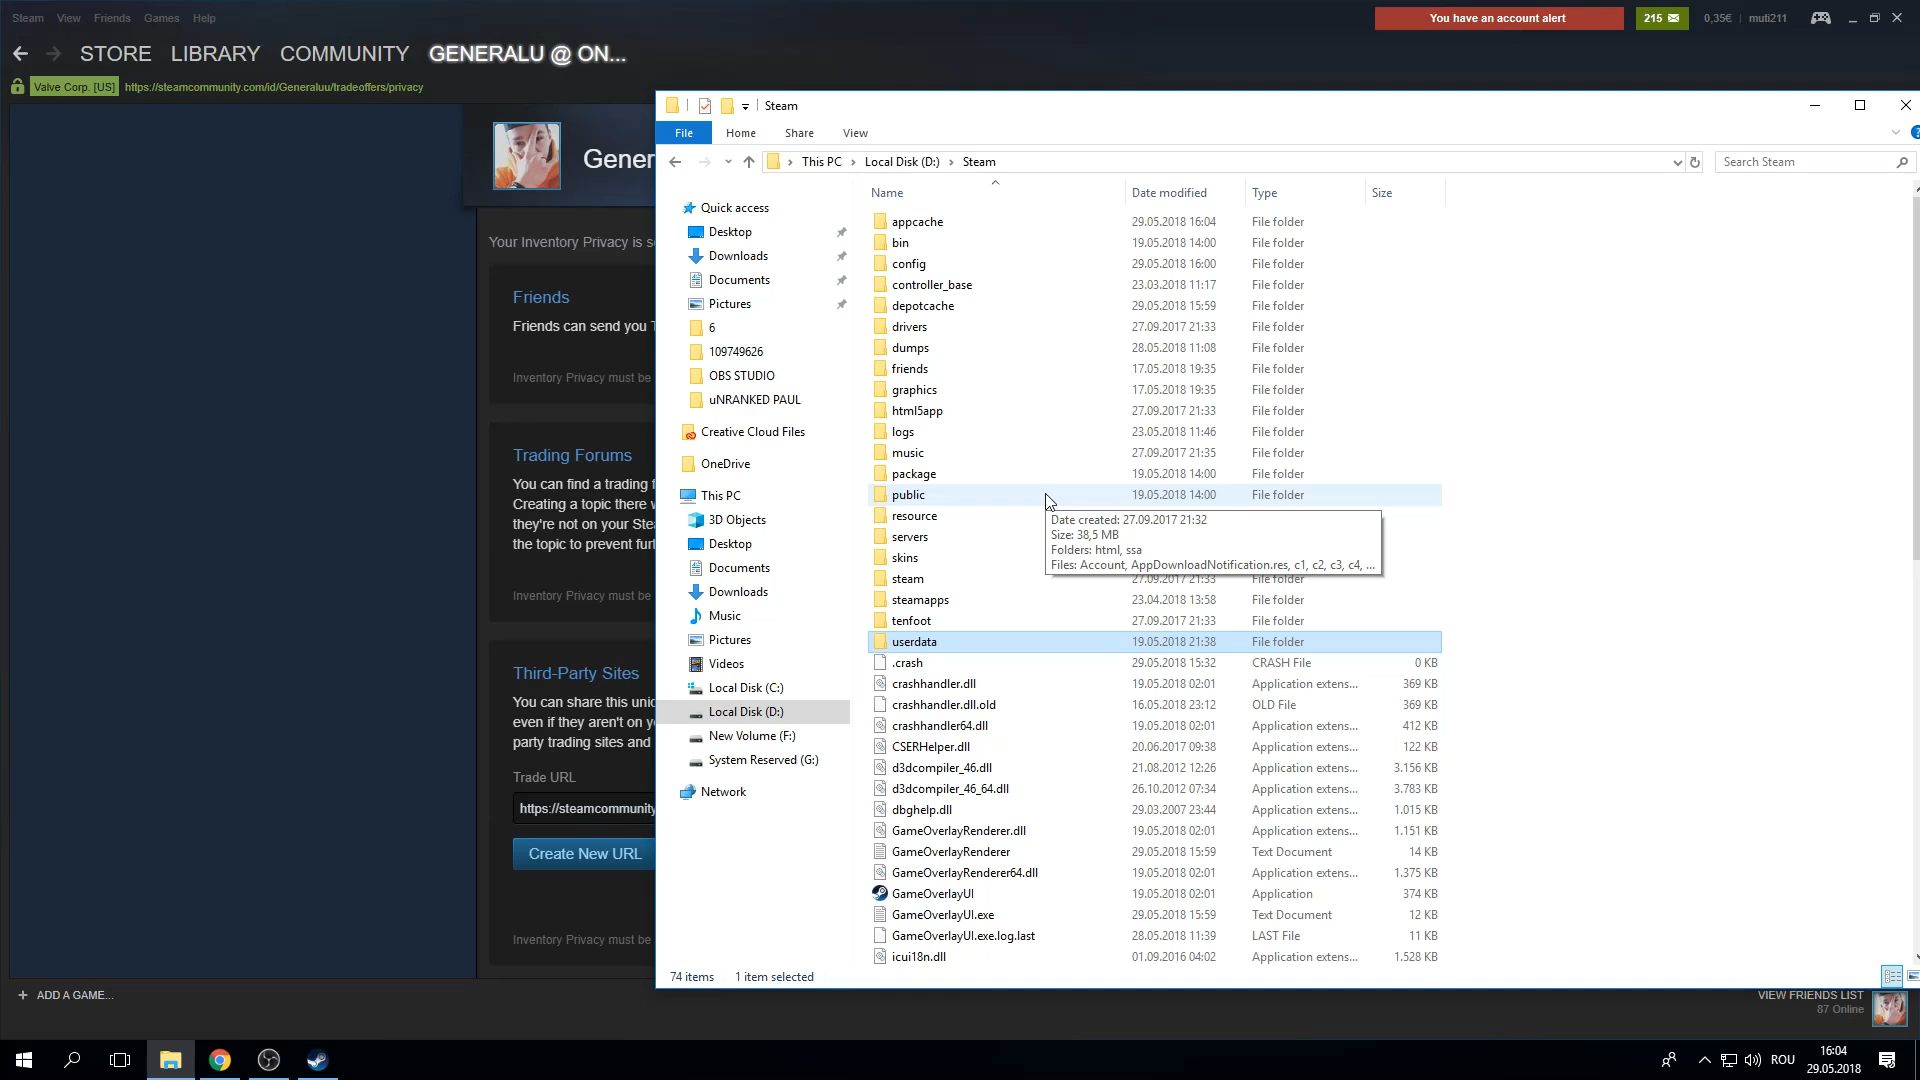 Steam View Friends Games Help
You have an account alert
215
0,35€ | muti211
STORE LIBRARY COMMUNITY GENERALU @ ON...
Valve Corp. [US] https://steamcommunity.com/id/Generaluu/tradeoffers/privacy
Gener
Your Inventory Privacy is s
Friends
Friends can send you T
Inventory Privacy must be
Trading Forums
You can find a trading f
Creating a topic there w
they're not on your Ste
the topic to prevent furt
Inventory Privacy must be
Third-Party Sites
You can share this uniq
even if they aren't on yo
party trading sites and
Trade URL
https://steamcommunity
Create New URL
Inventory Privacy must be
+ ADD A GAME...
VIEW FRIENDS LIST
87 Online
Steam
File Home Share View
This PC > Local Disk (D:) > Steam
Search Steam
Quick access
Desktop
Downloads
Documents
Pictures
6
109749626
OBS STUDIO
uNRANKED PAUL
Creative Cloud Files
OneDrive
This PC
3D Objects
Desktop
Documents
Downloads
Music
Pictures
Videos
Local Disk (C:)
Local Disk (D:)
New Volume (F:)
System Reserved (G:)
Network
Name Date modified Type Size
appcache 29.05.2018 16:04 File folder
bin 19.05.2018 14:00 File folder
config 29.05.2018 16:00 File folder
controller_base 23.03.2018 11:17 File folder
depotcache 29.05.2018 15:59 File folder
drivers 27.09.2017 21:33 File folder
dumps 28.05.2018 11:08 File folder
friends 17.05.2018 19:35 File folder
graphics 17.05.2018 19:35 File folder
html5app 27.09.2017 21:33 File folder
logs 23.05.2018 11:46 File folder
music 27.09.2017 21:35 File folder
package 19.05.2018 14:00 File folder
public 19.05.2018 14:00 File folder
resource
servers
skins
steam 27.09.2017 21:33 File folder
steamapps 23.04.2018 13:58 File folder
tenfoot 27.09.2017 21:33 File folder
userdata 19.05.2018 21:38 File folder
.crash 29.05.2018 15:32 CRASH File 0 KB
crashhandler.dll 19.05.2018 02:01 Application extens... 369 KB
crashhandler.dll.old 16.05.2018 23:12 OLD File 369 KB
crashhandler64.dll 19.05.2018 02:01 Application extens... 412 KB
CSERHelper.dll 20.06.2017 09:38 Application extens... 122 KB
d3dcompiler_46.dll 21.08.2012 12:26 Application extens... 3.156 KB
d3dcompiler_46_64.dll 26.10.2012 07:34 Application extens... 3.783 KB
dbghelp.dll 29.03.2007 23:44 Application extens... 1.015 KB
GameOverlayRenderer.dll 19.05.2018 02:01 Application extens... 1.151 KB
GameOverlayRenderer 29.05.2018 15:59 Text Document 14 KB
GameOverlayRenderer64.dll 19.05.2018 02:01 Application extens... 1.375 KB
GameOverlayUI 19.05.2018 02:01 Application 374 KB
GameOverlayUI.exe 29.05.2018 15:59 Text Document 12 KB
GameOverlayUI.exe.log.last 28.05.2018 11:39 LAST File 11 KB
icui18n.dll 01.09.2016 04:02 Application extens... 1.528 KB
Date created: 27.09.2017 21:32
Size: 38,5 MB
Folders: html, ssa
Files: Account, AppDownloadNotification.res, c1, c2, c3, c4, ...
74 items 1 item selected
ROU
16:04
29.05.2018